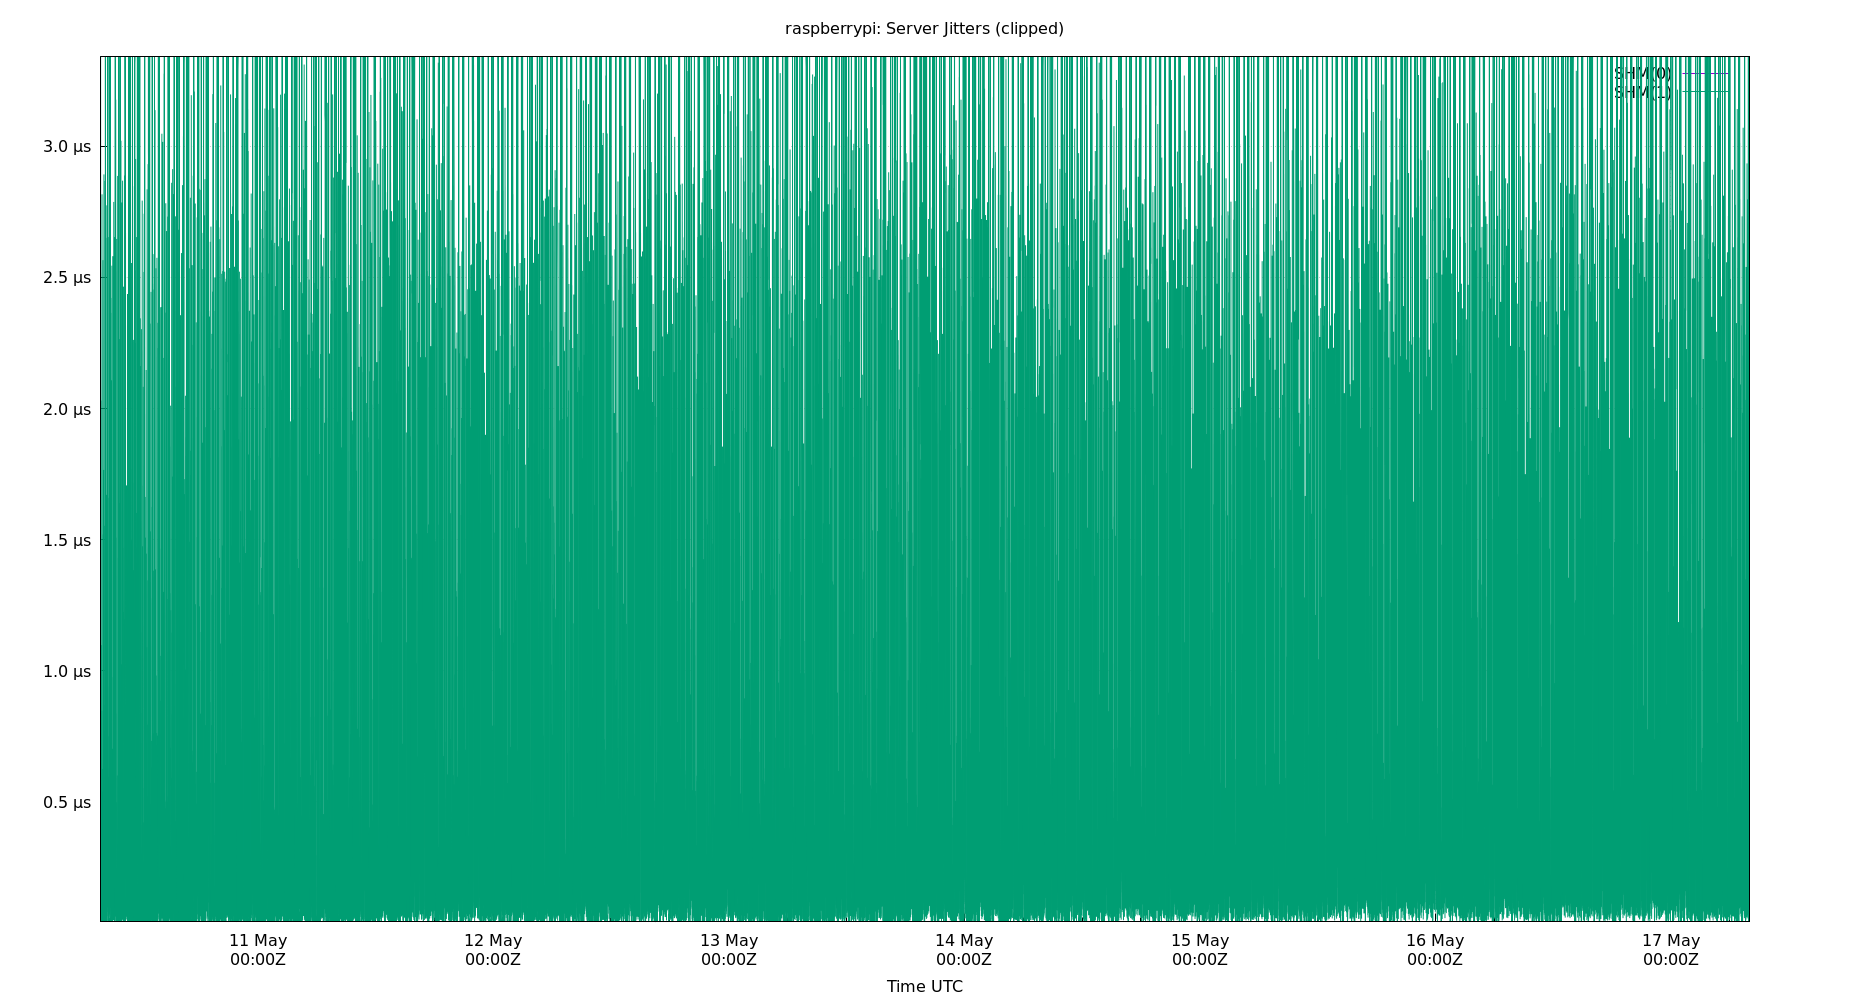 raspberrypi: Server Jitters (clipped)
SHM(0)
SHM(1)
3.0 µs
2.5 µs
2.0 µs
1.5 µs
1.0 µs
0.5 µs
11 May 12 May 13 May 14 May 15 May 16 May 17 May
00:00Z 00:00Z 00:00Z 00:00Z 00:00Z 00:00Z 00:00Z
Time UTC